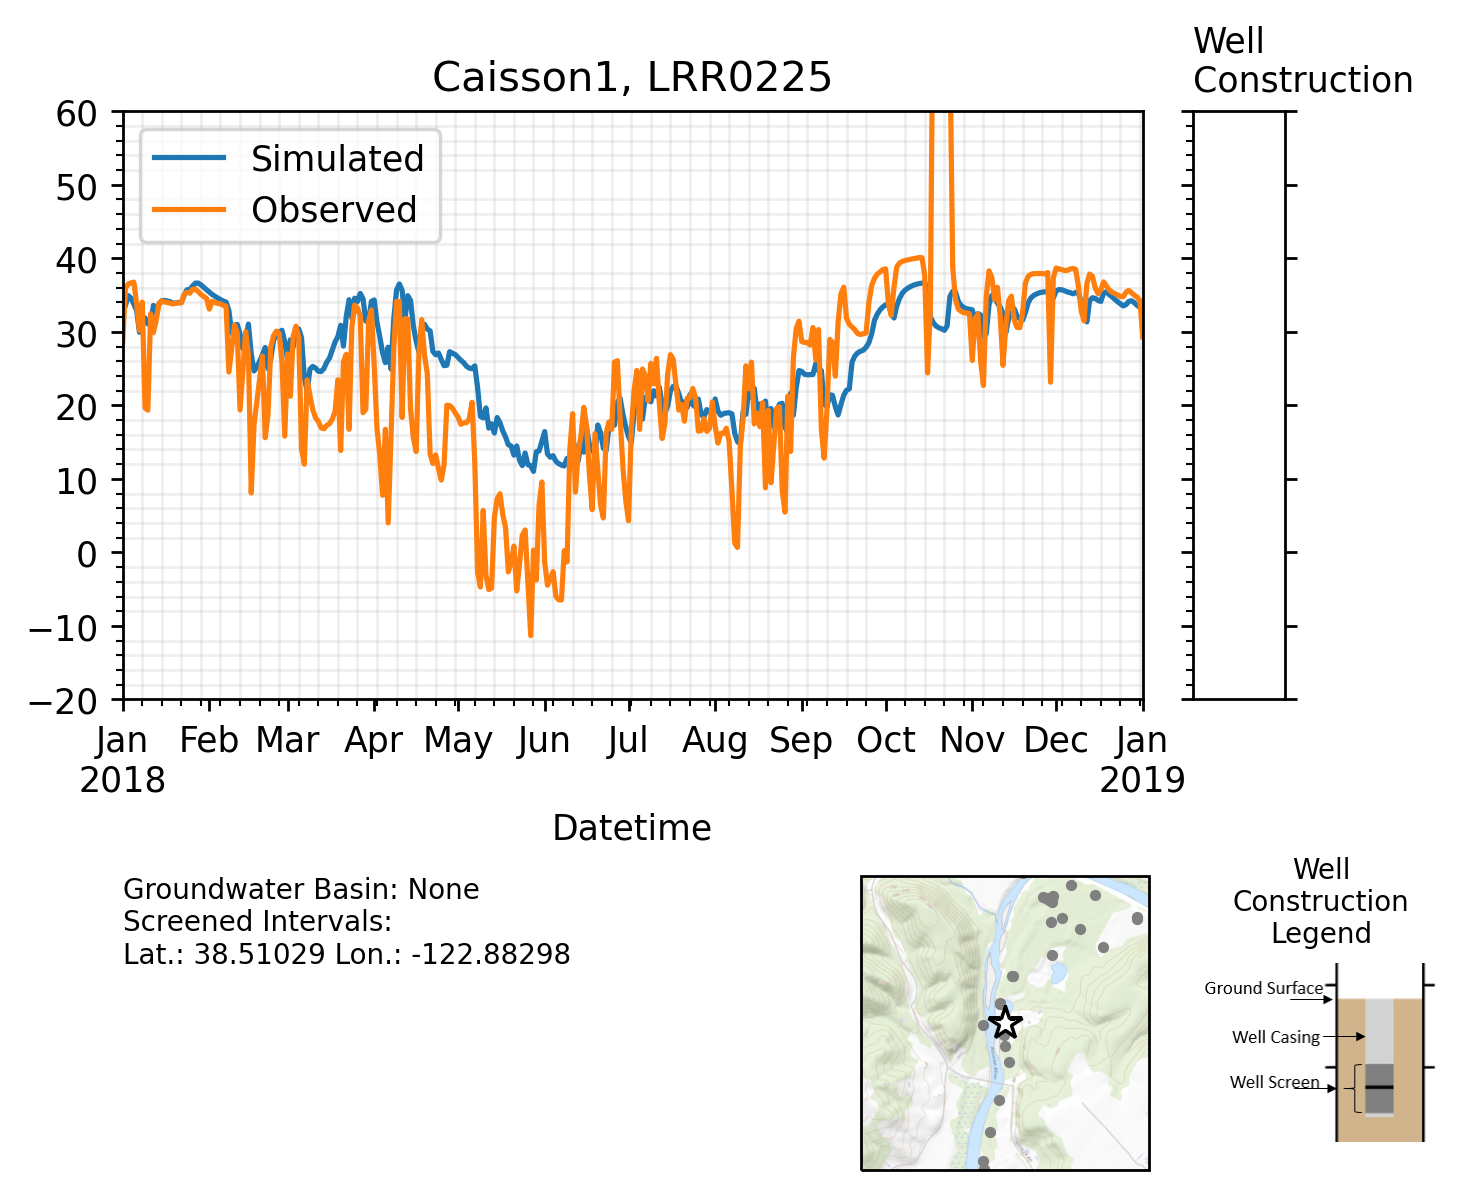 Well
Construction
Caisson1, LRR0225
Simulated
Observed
60
50
40
30
20
10
0
−10
−20
Jan
2018
Feb
Mar
Apr
May
Jun
Jul
Aug
Sep
Oct
Nov
Dec
Jan
2019
Datetime
Groundwater Basin: None
Screened Intervals:
Lat.: 38.51029 Lon.: -122.88298
Well
Construction
Legend
Ground Surface
Well Casing
Well Screen